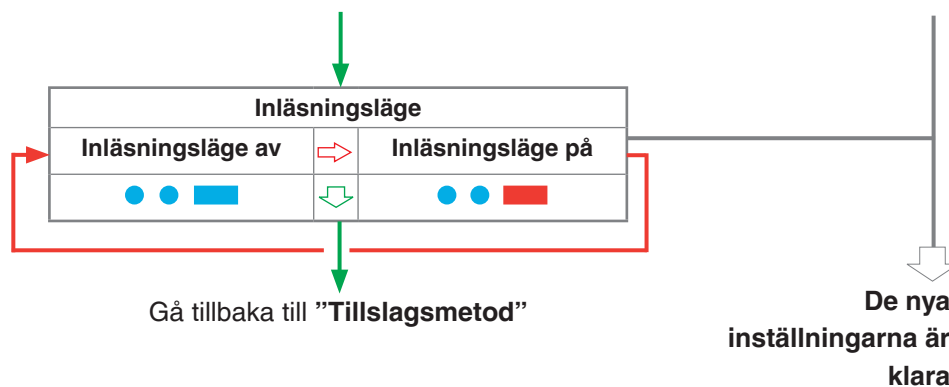 Inläsningsläge
Inläsningsläge av
Inläsningsläge på
Gå tillbaka till ”Tillslagsmetod”
De nya
inställningarna är
klara